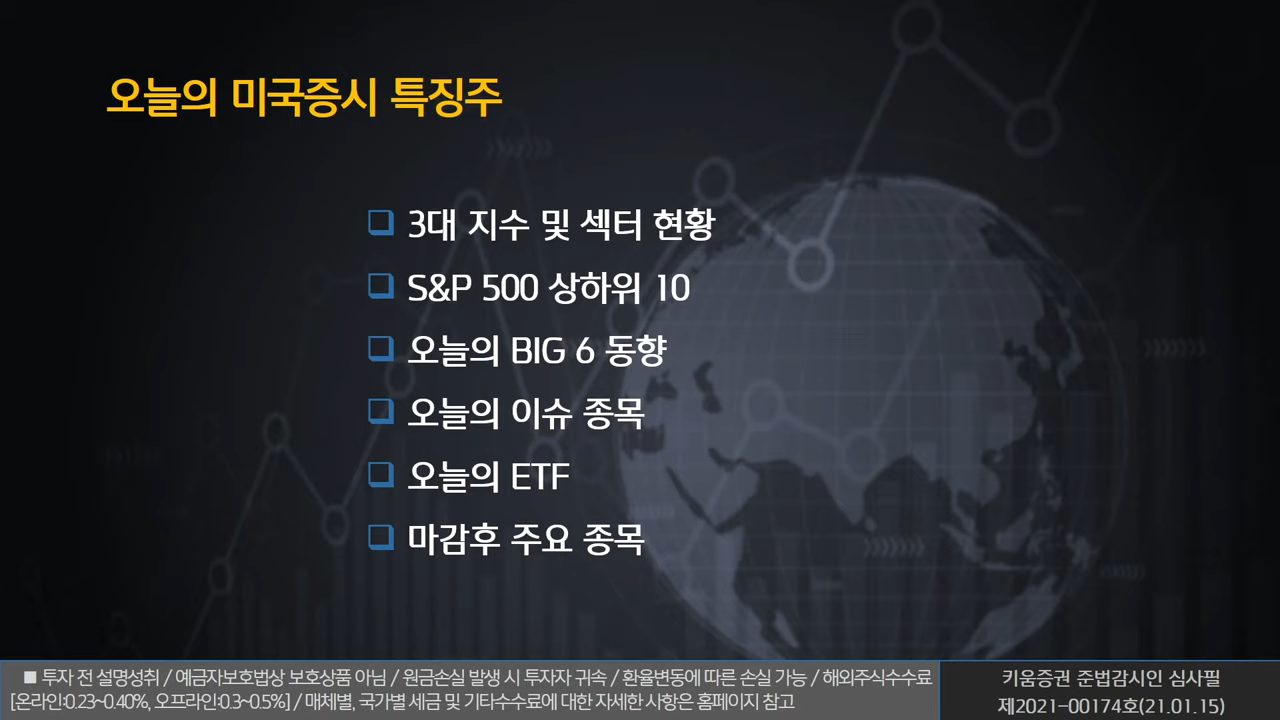 오늘의 미국증시 특징주
3대 지수 및 섹터 현황
S&P 500 상하위 10
오늘의 BIG 6 동향
오늘의 이슈 종목
오늘의 ETF
마감후 주요 종목
■ 투자 전 설명청취 / 예금자보호법상 보호상품 아님 / 원금손실 발생 시 투자자 귀속 / 환율변동에 따른 손실 가능 / 해외주식수수료
[온라인:0.23~0.40%, 오프라인:0.3~0.5%] / 매체별, 국가별 세금 및 기타수수료에 대한 자세한 사항은 홈페이지 참고
키움증권 준법감시인 심사필
제2021-00174호(21.01.15)